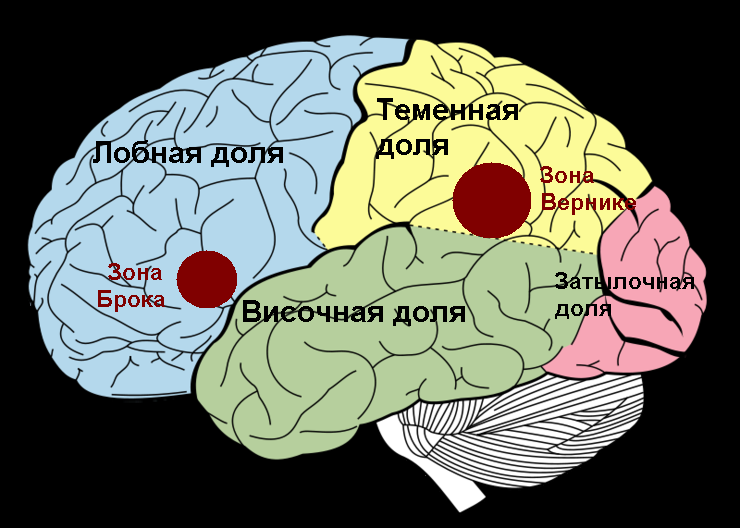 Теменная
доля
Лобная доля
Зона
Вернике
Зона
Брока
Затылочная
доля
Височная доля